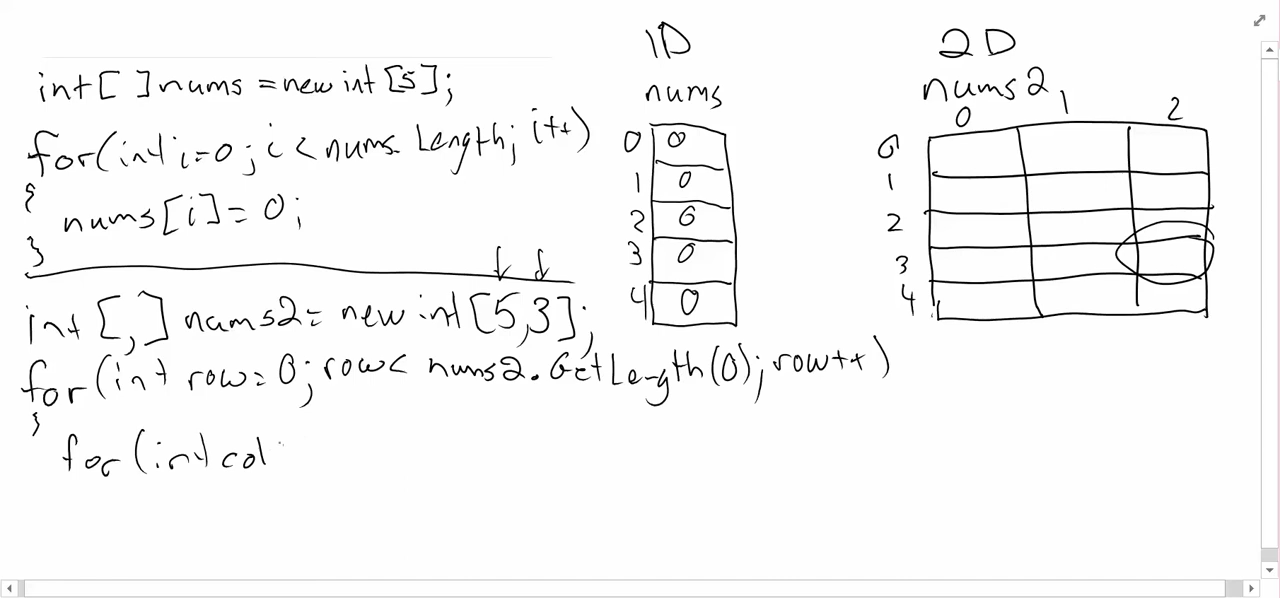 int[ ] nums = new int[5];
for(int i=0; i < nums.Length; i++)
{
nums[i] = 0;
}
int [,] nums2 = new int[5,3];
for (int row=0; row < nums2.GetLength(0); row++)
{
for (int col
1D
nums
0 0
1 0
2 0
3 0
4 0
2D
nums2
0 1 2
0
1
2
3
4